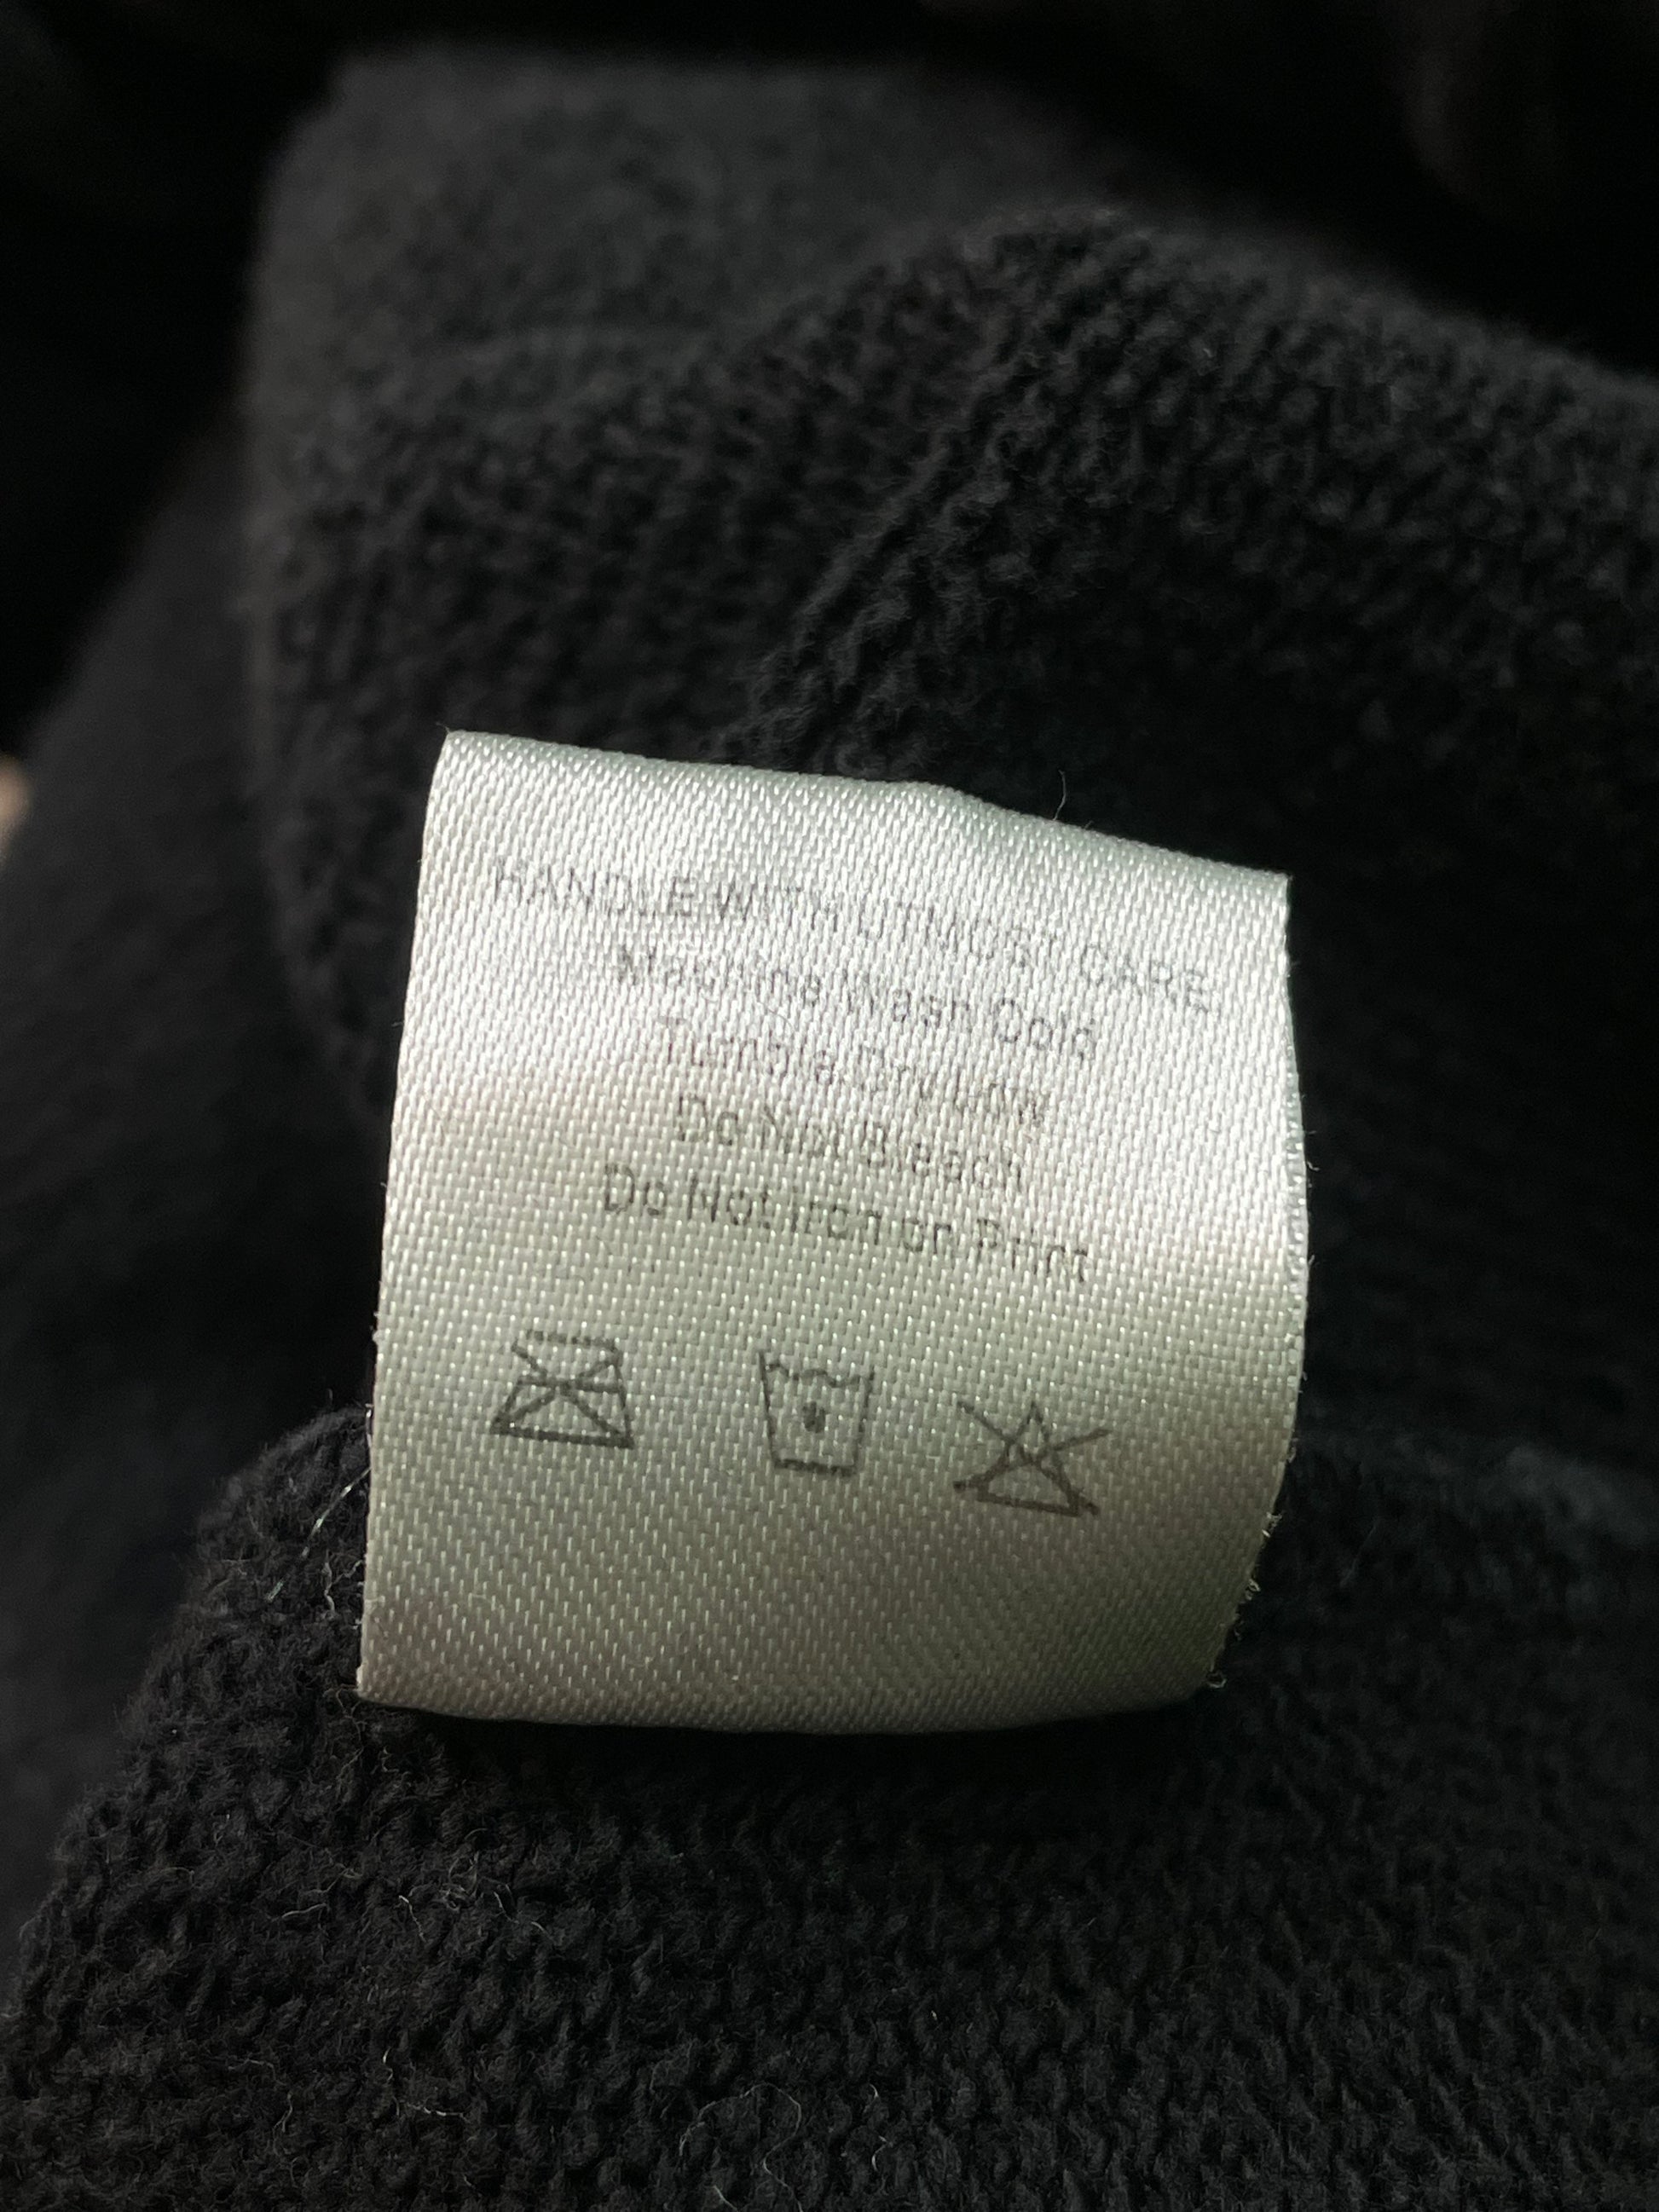 HANDLE WITH UTMOST CARE
Machine Wash Cold
Tumble Dry Low
Do Not Bleach
Do Not Iron on Print